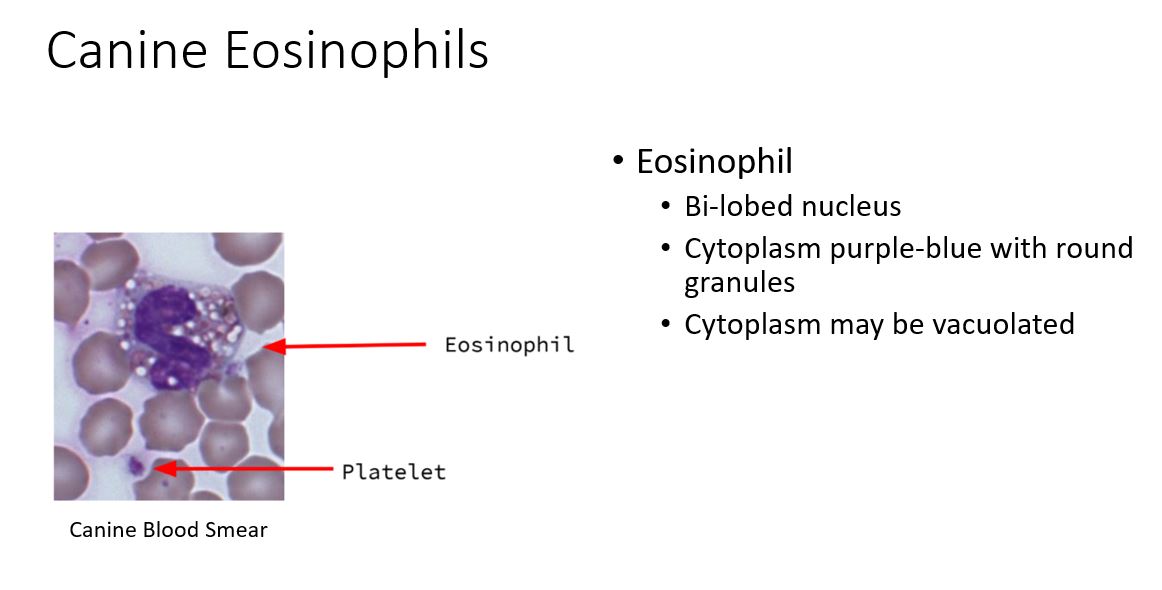 Canine Eosinophils
• Eosinophil
• Bi-lobed nucleus
• Cytoplasm purple-blue with round
granules
• Cytoplasm may be vacuolated
Eosinophil
Platelet
Canine Blood Smear